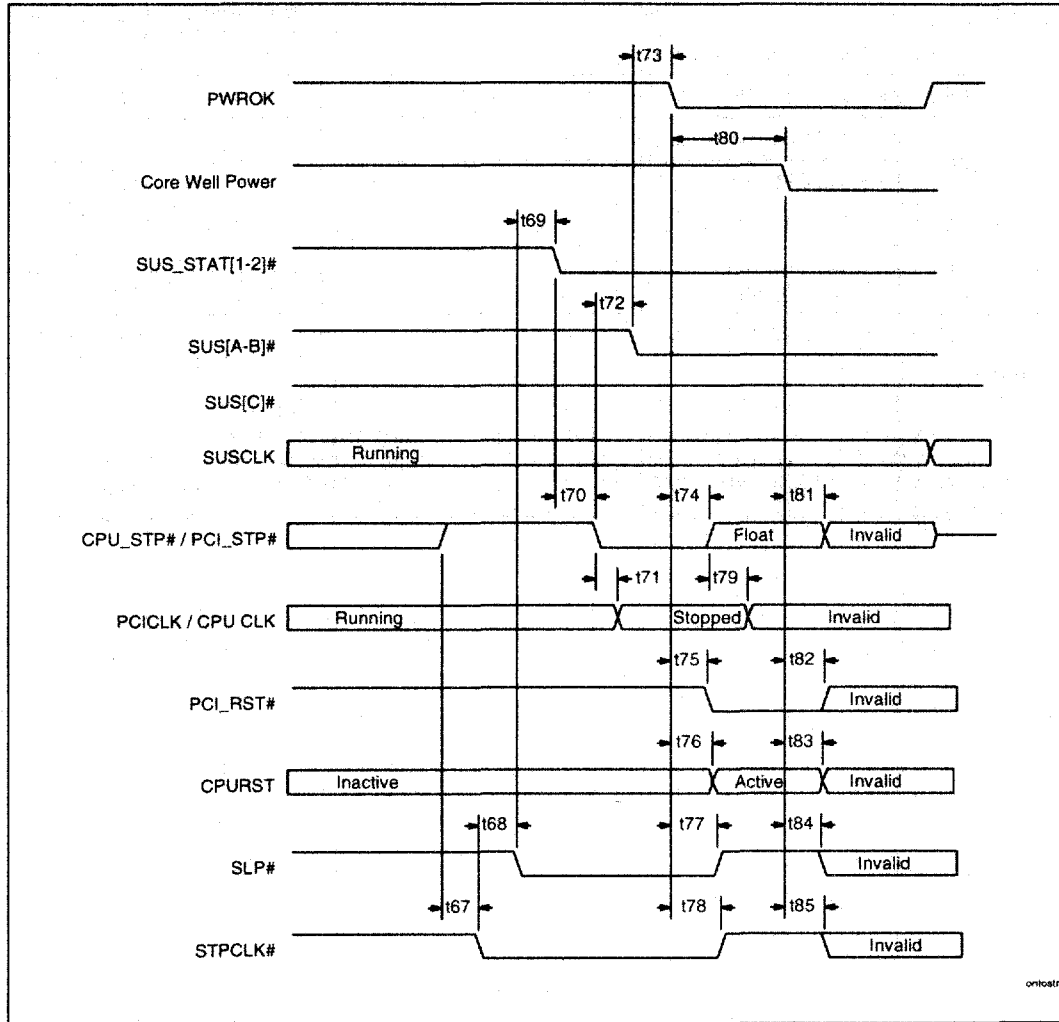 t73
PWROK
t80
Core Well Power
t69
SUS_STAT[1-2]#
t72
SUS[A-B]#
SUS[C]#
SUSCLK Running
t70 t74 t81
CPU_STP# / PCI_STP# Float Invalid
t71 t79
PCICLK / CPU CLK Running Stopped Invalid
t75 t82
PCI_RST# Invalid
t76 t83
CPURST Inactive Active Invalid
t68 t77 t84
SLP# Invalid
t67 t78 t85
STPCLK# Invalid